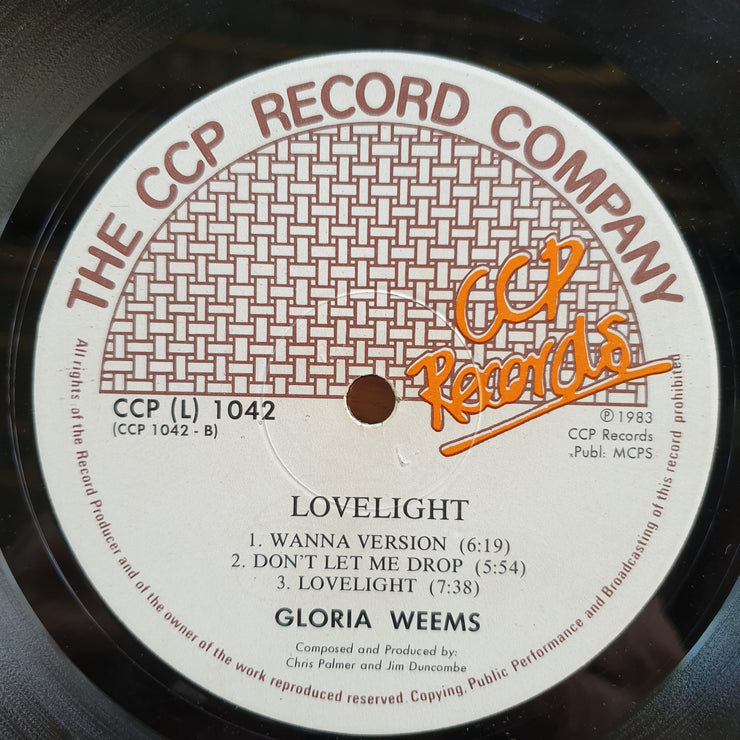 THE CCP RECORD COMPANY
CCP Records
CCP (L) 1042
(CCP 1042 - B)
℗ 1983
CCP Records
Publ: MCPS
LOVELIGHT
1. WANNA VERSION (6:19)
2. DON'T LET ME DROP (5:54)
3. LOVELIGHT (7:38)
GLORIA WEEMS
Composed and Produced by:
Chris Palmer and Jim Duncombe
All rights of the Record Producer and of the owner of the work reproduced reserved. Copying, Public Performance and Broadcasting of this record prohibited